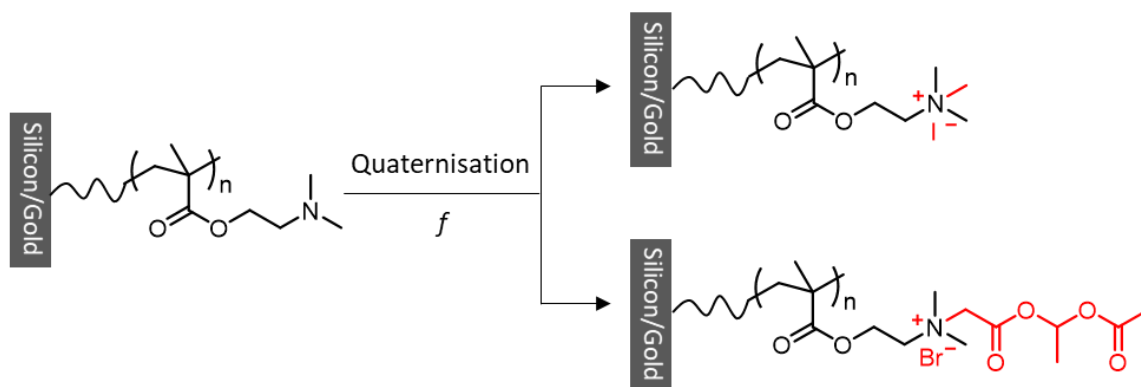 Silicon/Gold
n
O
O
N
Quaternisation
f
Silicon/Gold
n
O
O
N
+
I
−
Silicon/Gold
n
O
O
N
+
Br−
O
O
O
O